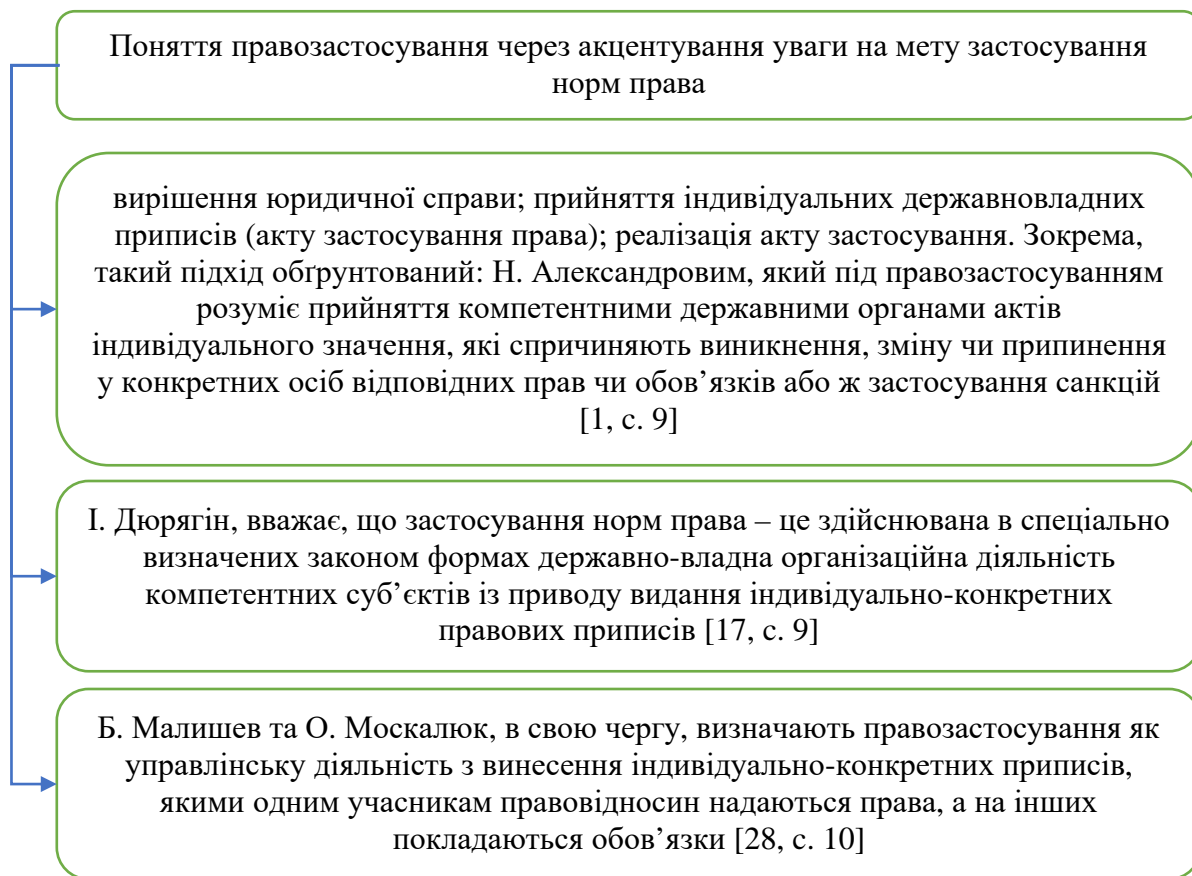 Поняття правозастосування через акцентування уваги на мету застосування
норм права
вирішення юридичної справи; прийняття індивідуальних державновладних
приписів (акту застосування права); реалізація акту застосування. Зокрема,
такий підхід обґрунтований: Н. Александровим, який під правозастосуванням
розуміє прийняття компетентними державними органами актів
індивідуального значення, які спричиняють виникнення, зміну чи припинення
у конкретних осіб відповідних прав чи обов’язків або ж застосування санкцій
[1, с. 9]
І. Дюрягін, вважає, що застосування норм права – це здійснювана в спеціально
визначених законом формах державно-владна організаційна діяльність
компетентних суб’єктів із приводу видання індивідуально-конкретних
правових приписів [17, с. 9]
Б. Малишев та О. Москалюк, в свою чергу, визначають правозастосування як
управлінську діяльність з винесення індивідуально-конкретних приписів,
якими одним учасникам правовідносин надаються права, а на інших
покладаються обов’язки [28, с. 10]